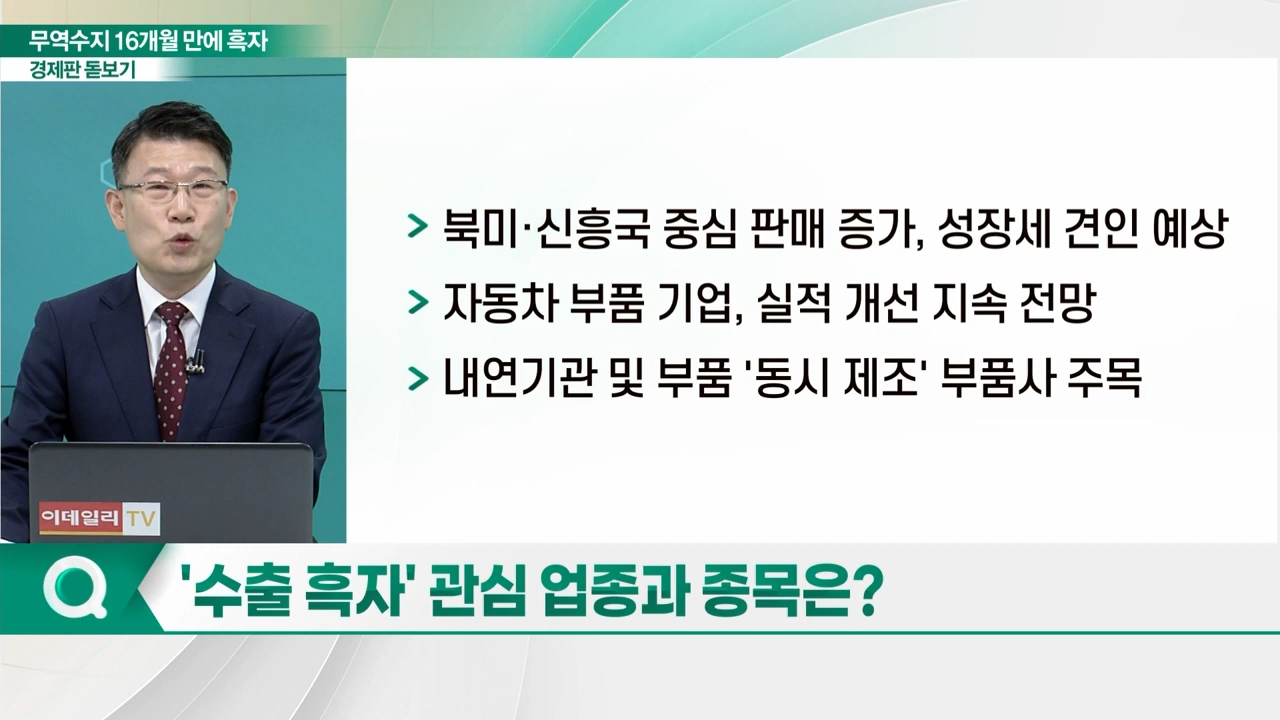 무역수지 16개월 만에 흑자
경제판 돋보기
> 북미·신흥국 중심 판매 증가, 성장세 견인 예상
> 자동차 부품 기업, 실적 개선 지속 전망
> 내연기관 및 부품 '동시 제조' 부품사 주목
이데일리 TV
Q '수출 흑자' 관심 업종과 종목은?